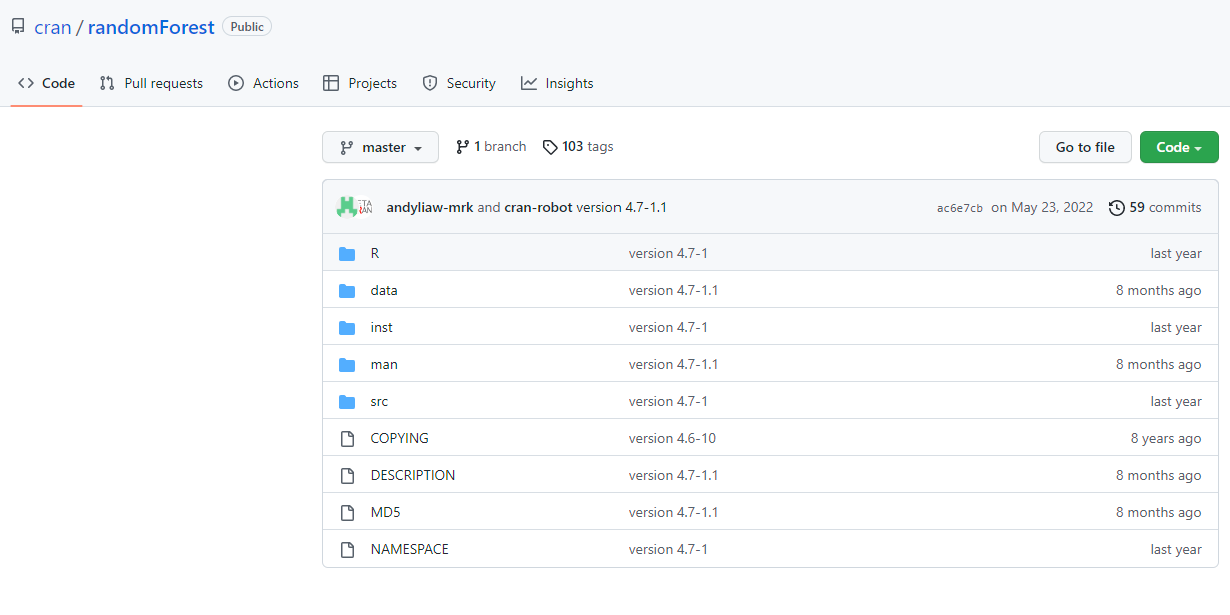 cran / randomForest Public
Code Pull requests Actions Projects Security Insights
master 1 branch 103 tags Go to file Code
andyliaw-mrk and cran-robot version 4.7-1.1 ac6e7cb on May 23, 2022 59 commits
R version 4.7-1 last year
data version 4.7-1.1 8 months ago
inst version 4.7-1 last year
man version 4.7-1.1 8 months ago
src version 4.7-1 last year
COPYING version 4.6-10 8 years ago
DESCRIPTION version 4.7-1.1 8 months ago
MD5 version 4.7-1.1 8 months ago
NAMESPACE version 4.7-1 last year